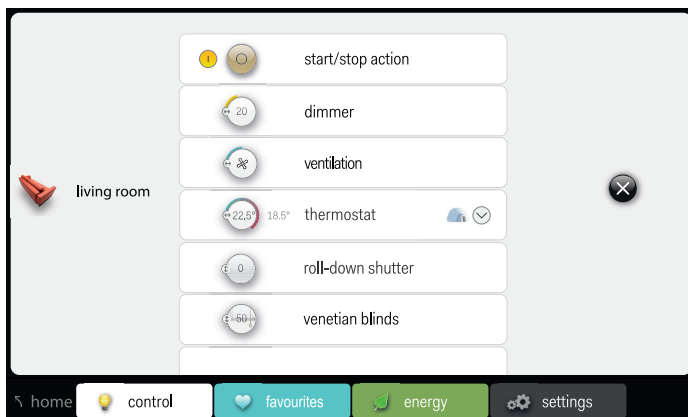 start/stop action
20 dimmer
ventilation
living room
22.5° 18.5° thermostat
0 roll-down shutter
50 venetian blinds
home control favourites energy settings